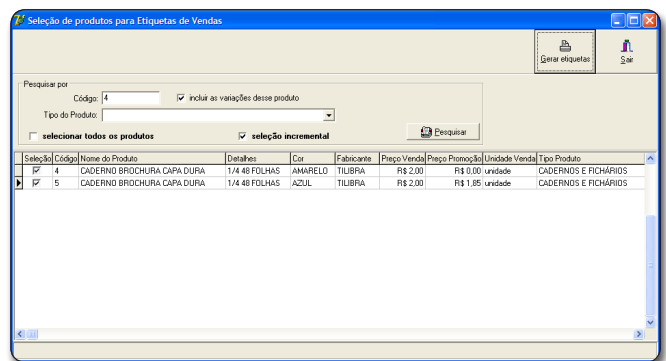 Seleção de produtos para Etiquetas de Vendas
Gerar etiquetas
Sair
Pesquisar por
Código: 4
incluir as variações desse produto
Tipo do Produto:
selecionar todos os produtos
seleção incremental
Pesquisar
Seleção Código Nome do Produto Detalhes Cor Fabricante Preço Venda Preço Promoção Unidade Venda Tipo Produto
4 CADERNO BROCHURA CAPA DURA 1/4 48 FOLHAS AMARELO TILIBRA R$ 2,00 R$ 0,00 unidade CADERNOS E FICHÁRIOS
5 CADERNO BROCHURA CAPA DURA 1/4 48 FOLHAS AZUL TILIBRA R$ 2,00 R$ 1,85 unidade CADERNOS E FICHÁRIOS